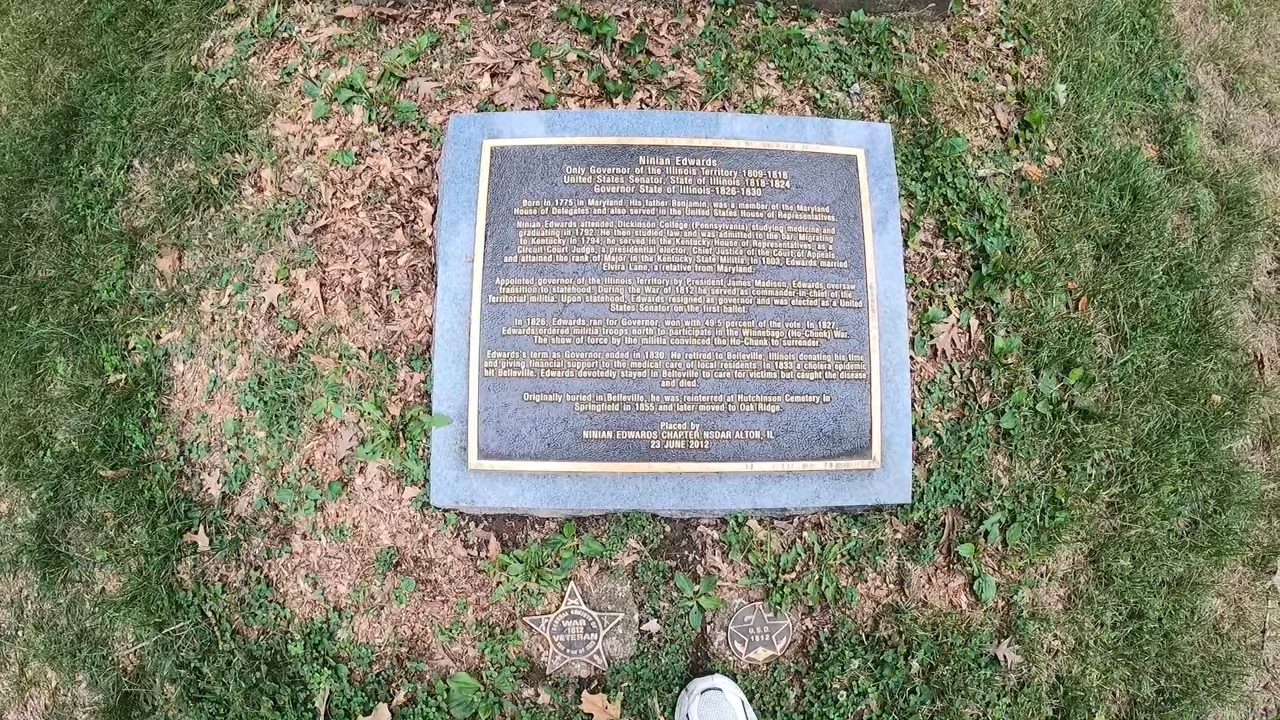 Ninian Edwards
Only Governor of the Illinois Territory 1809-1818
United States Senator, State of Illinois 1818-1824
Governor State of Illinois-1826-1830
Born in 1775 in Maryland. His father Benjamin, was a member of the Maryland
House of Delegates and also served in the United States House of Representatives.
Ninian Edwards attended Dickinson College (Pennsylvania) studying medicine and
graduating in 1792. He then studied law and was admitted to the bar. Migrating
to Kentucky in 1794, he served in the Kentucky House of Representatives, as a
Circuit Court Judge, a presidential elector, Chief Justice of the Court of Appeals,
and attained the rank of Major in the Kentucky State Militia. In 1803, Edwards married
Elvira Lane, a relative from Maryland.
Appointed governor of the Illinois Territory by President James Madison, Edwards oversaw
transition to statehood. During the War of 1812 he served as commander-in-chief of the
Territorial militia. Upon statehood, Edwards resigned as governor and was elected as a United
States Senator on the first ballot.
In 1826, Edwards ran for Governor, won with 49.5 percent of the vote. In 1827,
Edwards ordered militia troops north to participate in the Winnebago (Ho-Chunk) War.
The show of force by the militia convinced the Ho-Chunk to surrender.
Edwards's term as Governor ended in 1830. He retired to Belleville, Illinois donating his time
and giving financial support to the medical care of local residents. In 1833 a cholera epidemic
hit Belleville. Edwards devotedly stayed in Belleville to care for victims but caught the disease
and died.
Originally buried in Belleville, he was reinterred at Hutchinson Cemetery in
Springfield in 1855 and later moved to Oak Ridge.
Placed by
NINIAN EDWARDS CHAPTER NSDAR ALTON, IL
23 JUNE 2012
WAR
1812
VETERAN
U.S.D.
1812